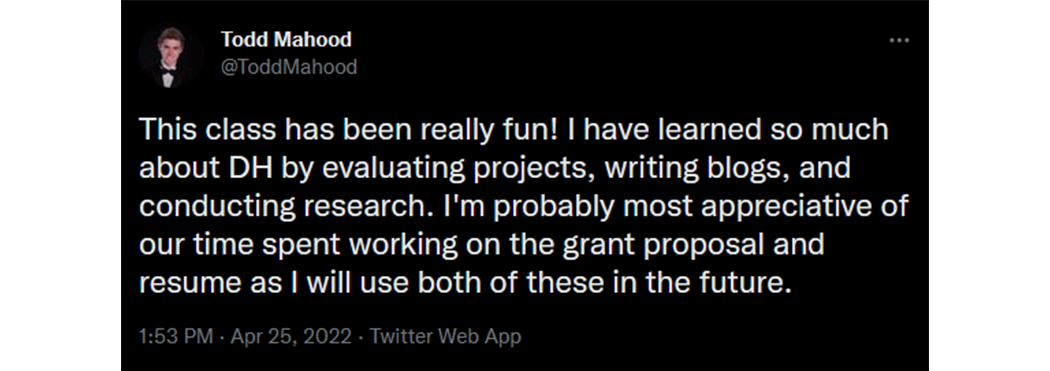 Todd Mahood
@ToddMahood
This class has been really fun! I have learned so much
about DH by evaluating projects, writing blogs, and
conducting research. I'm probably most appreciative of
our time spent working on the grant proposal and
resume as I will use both of these in the future.
1:53 PM · Apr 25, 2022 · Twitter Web App